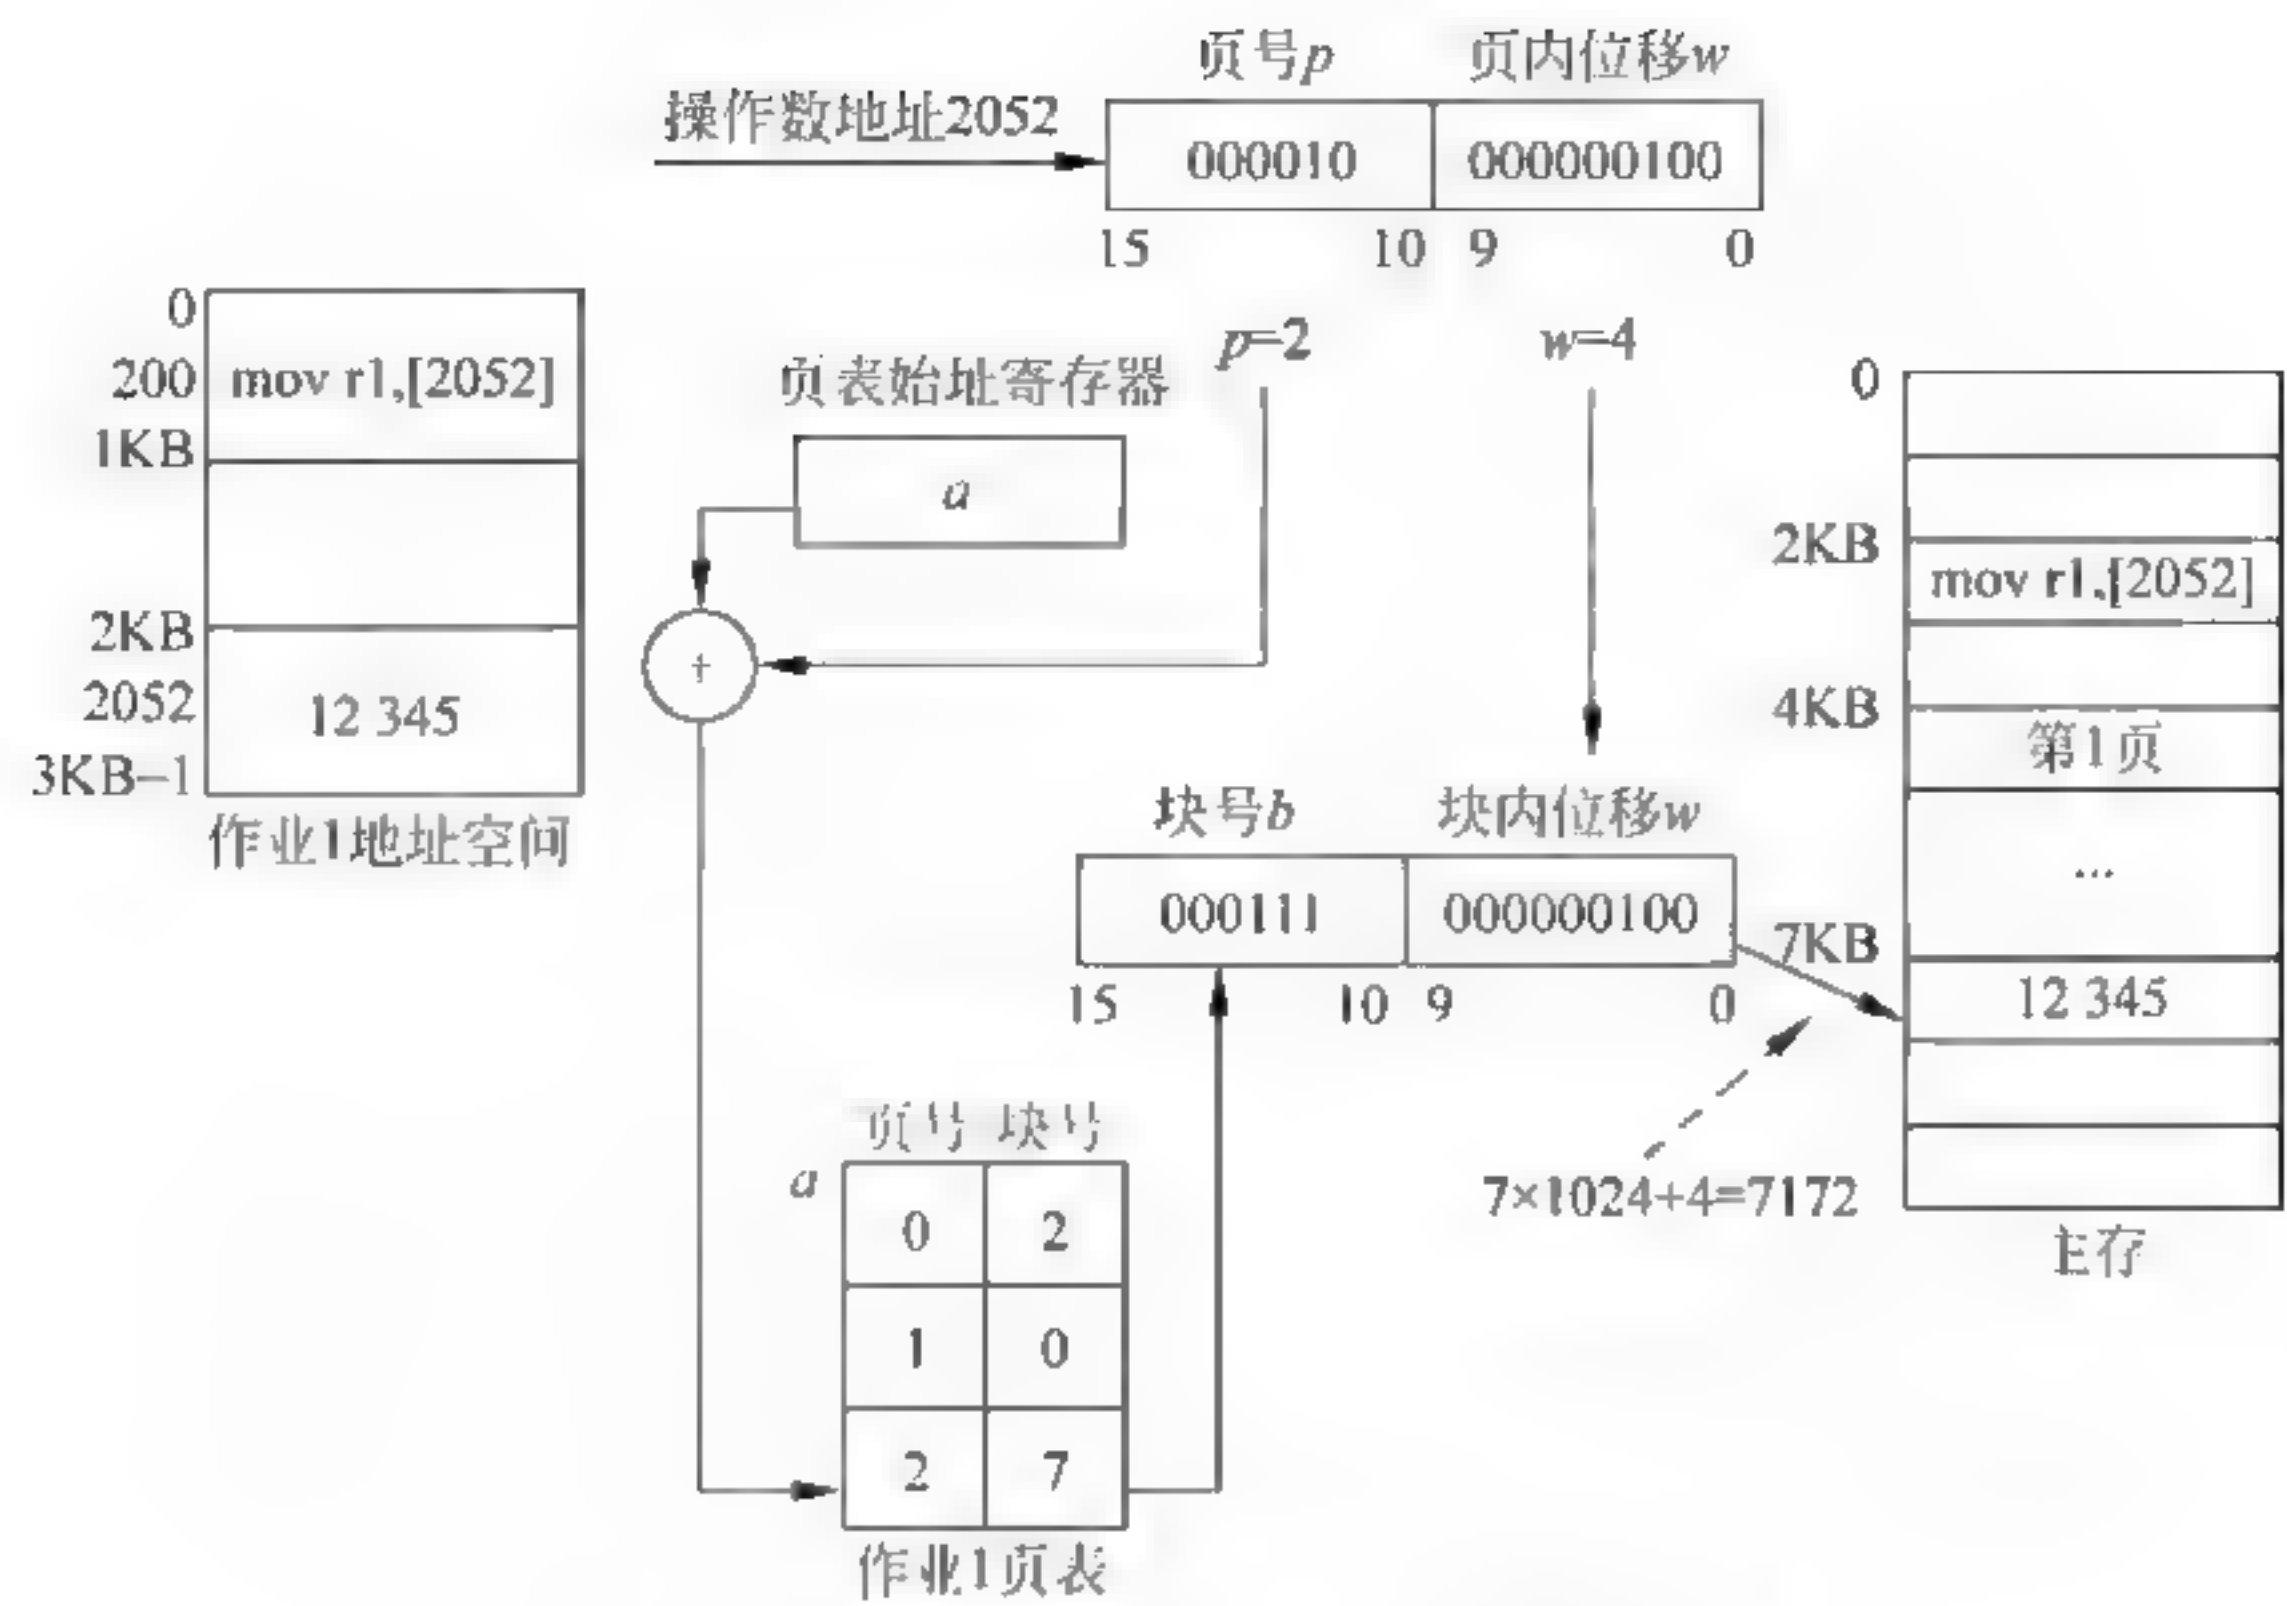 页号p 页内位移w
操作数地址2052
000010 000000100
15 10 9 0
p=2 w=4
0
200 mov r1,[2052]
1KB
2KB
2052 12 345
3KB-1
作业1地址空间
页表始址寄存器
a
+
块号b 块内位移w
000111 000000100
15 10 9 0
页号 块号
a
0 2
1 0
2 7
作业1页表
0
2KB
mov r1,[2052]
4KB
第1页
...
7KB
12 345
7×1024+4=7172
主存